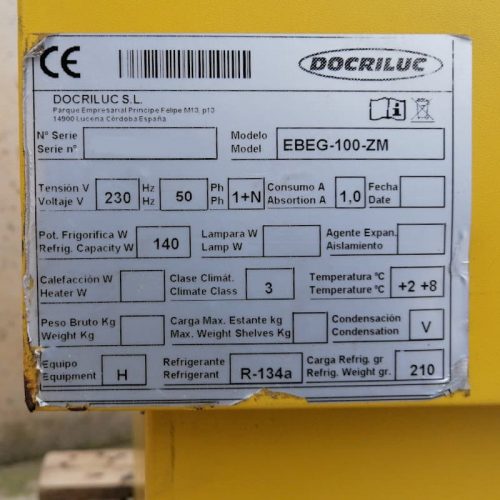 CE
DOCRILUC
DOCRILUC S.L.
Parque Empresarial Principe Felipe M13, p13
14900 Lucena Córdoba España
Nº Serie
Serie nº
Modelo
Model
EBEG-100-ZM
Tensión V
Voltaje V
230
Hz
Hz
50
Ph
Ph
1+N
Consumo A
Absortion A
1,0
Fecha
Date
Pot. Frigorifica W
Refrig. Capacity W
140
Lampara W
Lamp W
Agente Expan.
Aislamiento
Calefacción W
Heater W
Clase Climát.
Climate Class
3
Temperatura ºC
Temperature ºC
+2 +8
Peso Bruto Kg
Weight Kg
Carga Max. Estante kg
Max. Weight Shelves Kg
Condensación
Condensation
V
Equipo
Equipment
H
Refrigerante
Refrigerant
R-134a
Carga Refrig. gr
Refrig. Weight gr.
210